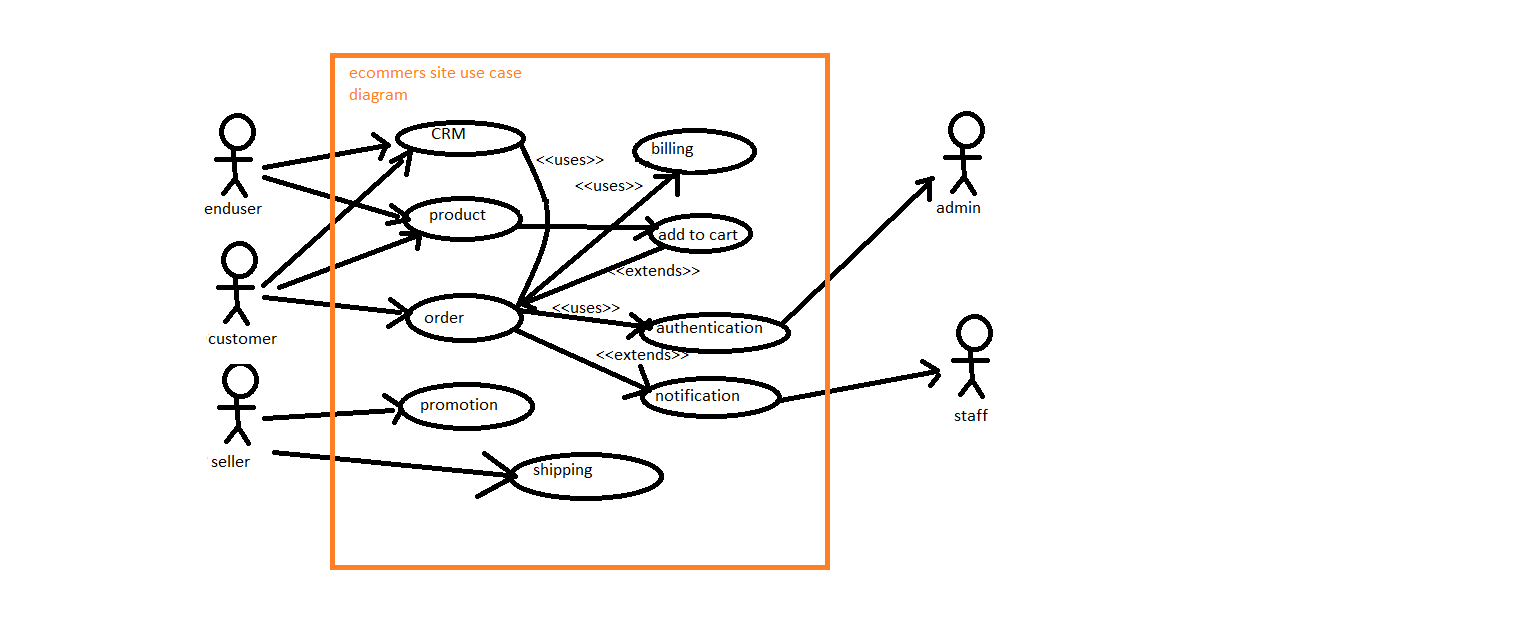 ecommers site use case
diagram
CRM
<<uses>>
billing
<<uses>>
enduser
product
add to cart
admin
<<extends>>
order
<<uses>>
authentication
customer
<<extends>>
notification
promotion
staff
seller
shipping